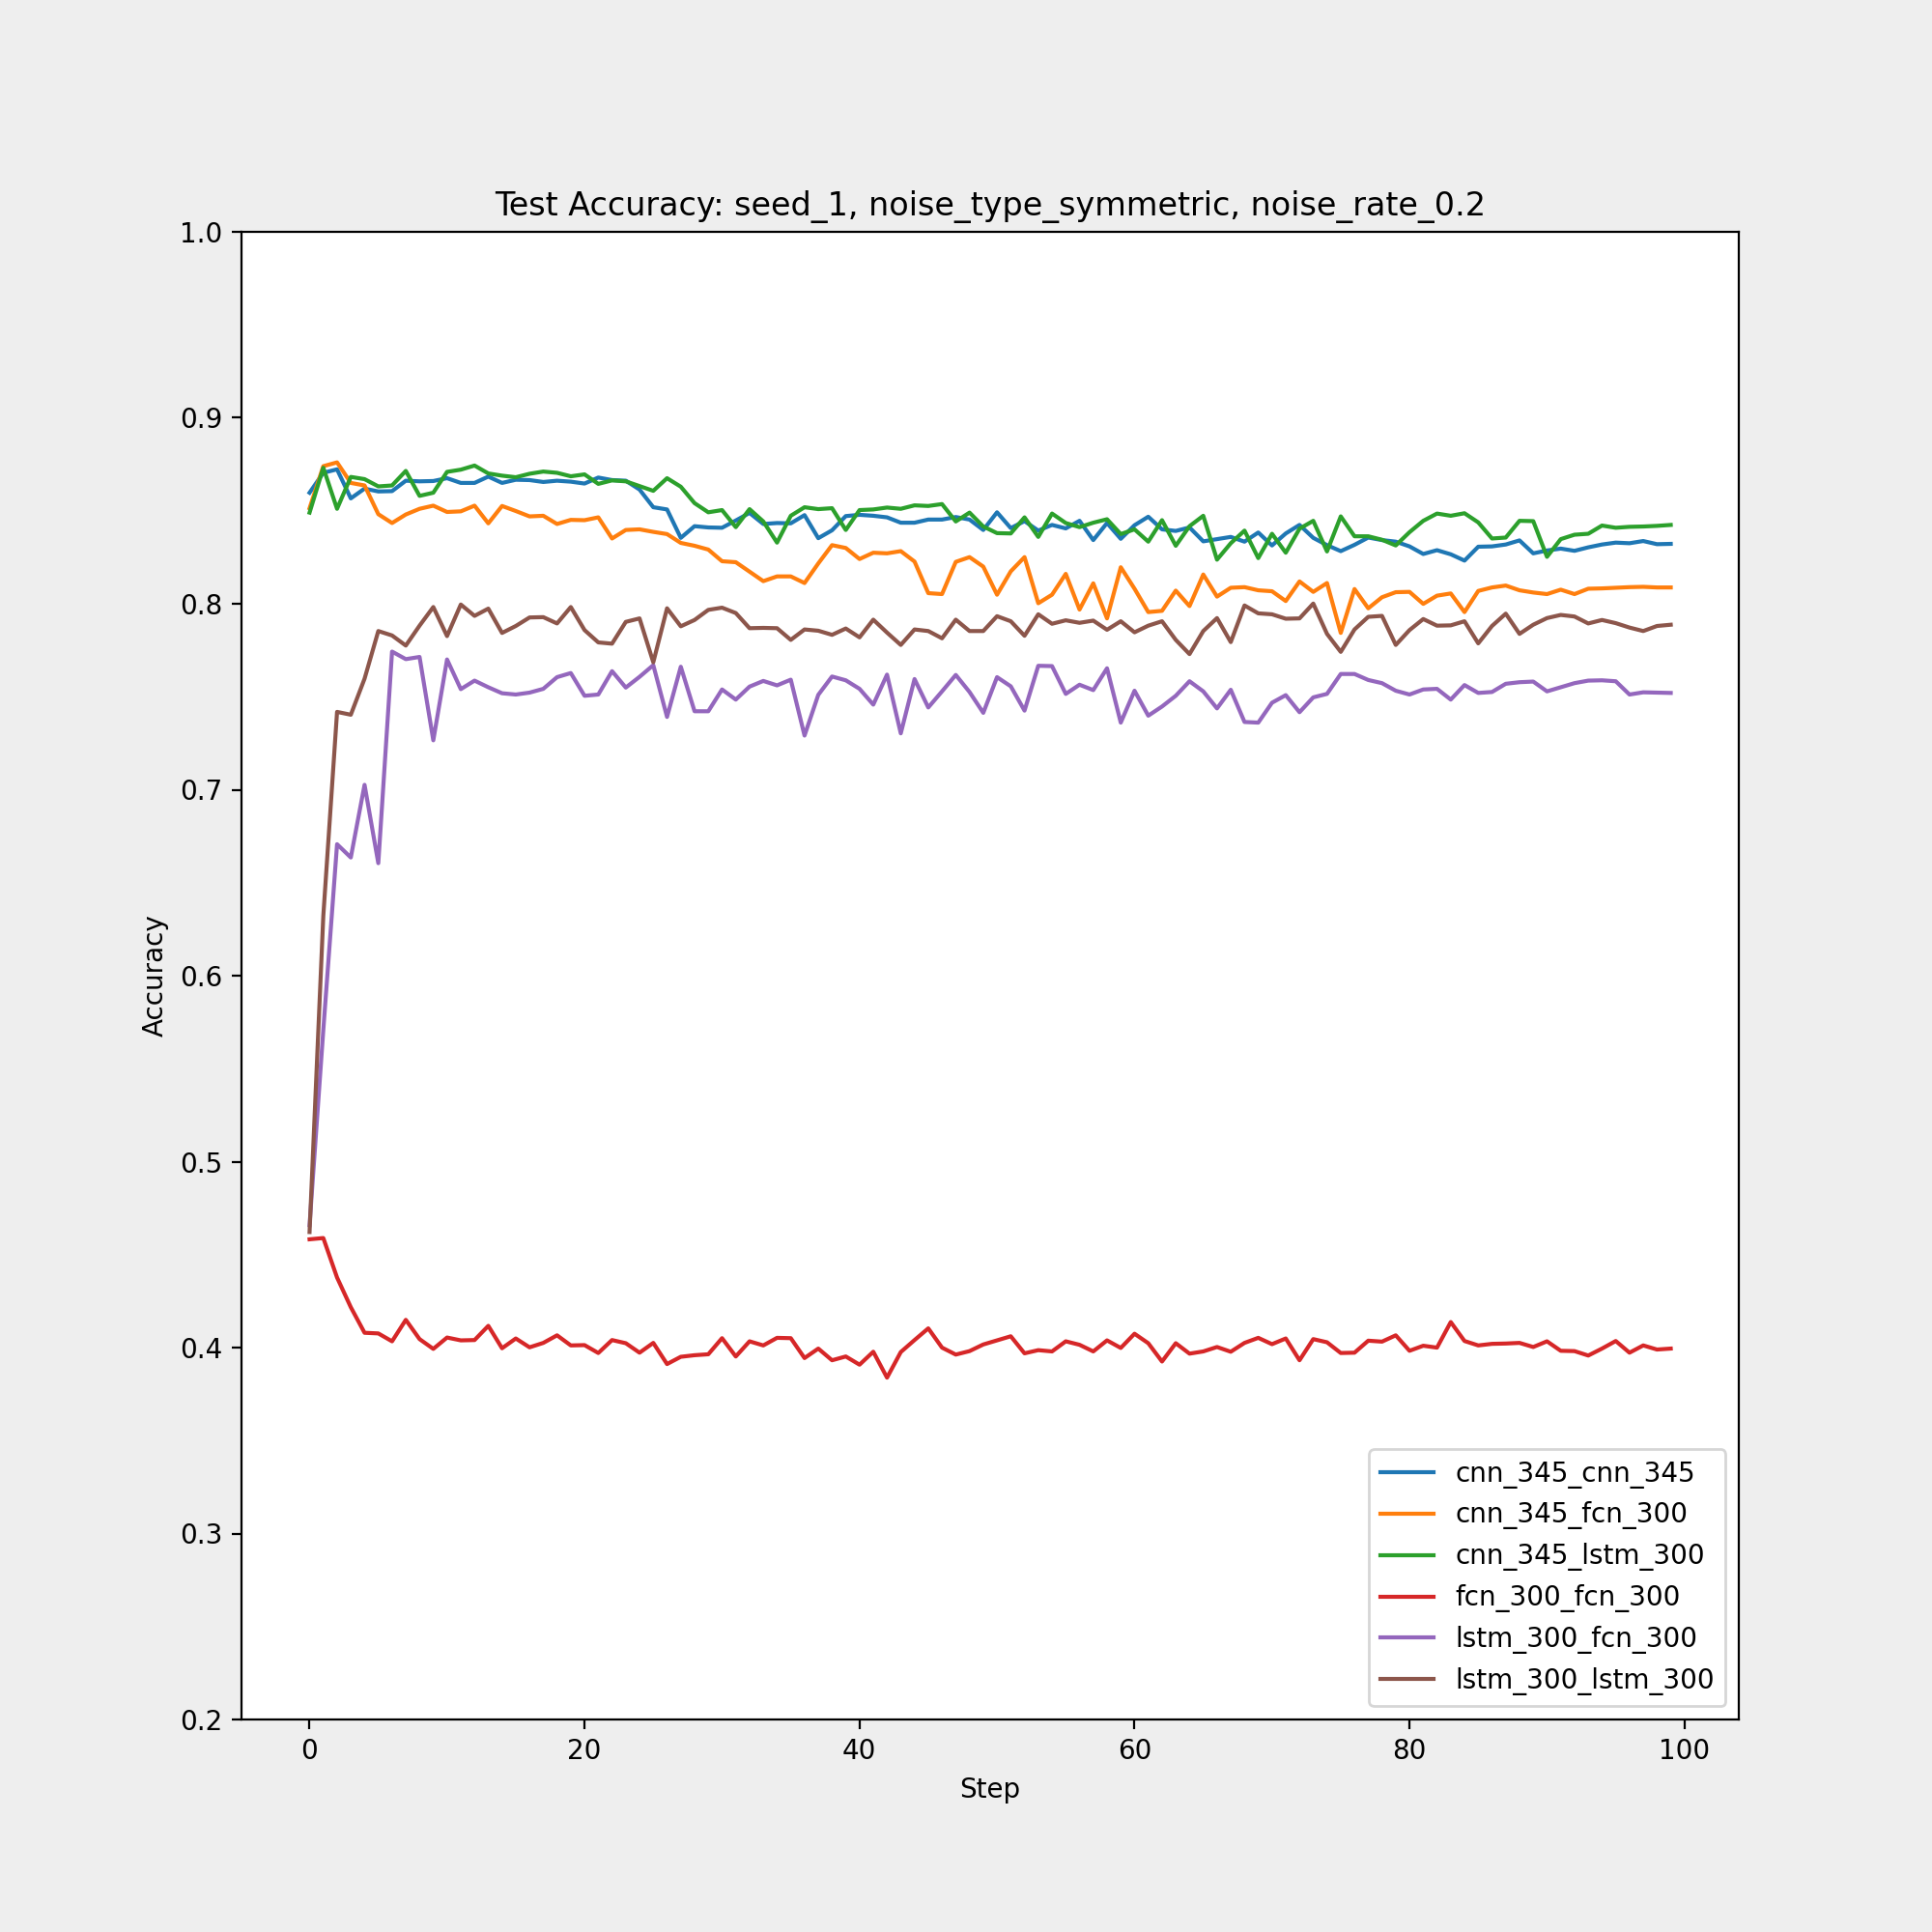 Test Accuracy: seed_1, noise_type_symmetric, noise_rate_0.2
1.0
0.9
0.8
0.7
0.6
0.5
0.4
0.3
0.2
Accuracy
0 20 40 60 80 100
Step
cnn_345_cnn_345
cnn_345_fcn_300
cnn_345_lstm_300
fcn_300_fcn_300
lstm_300_fcn_300
lstm_300_lstm_300